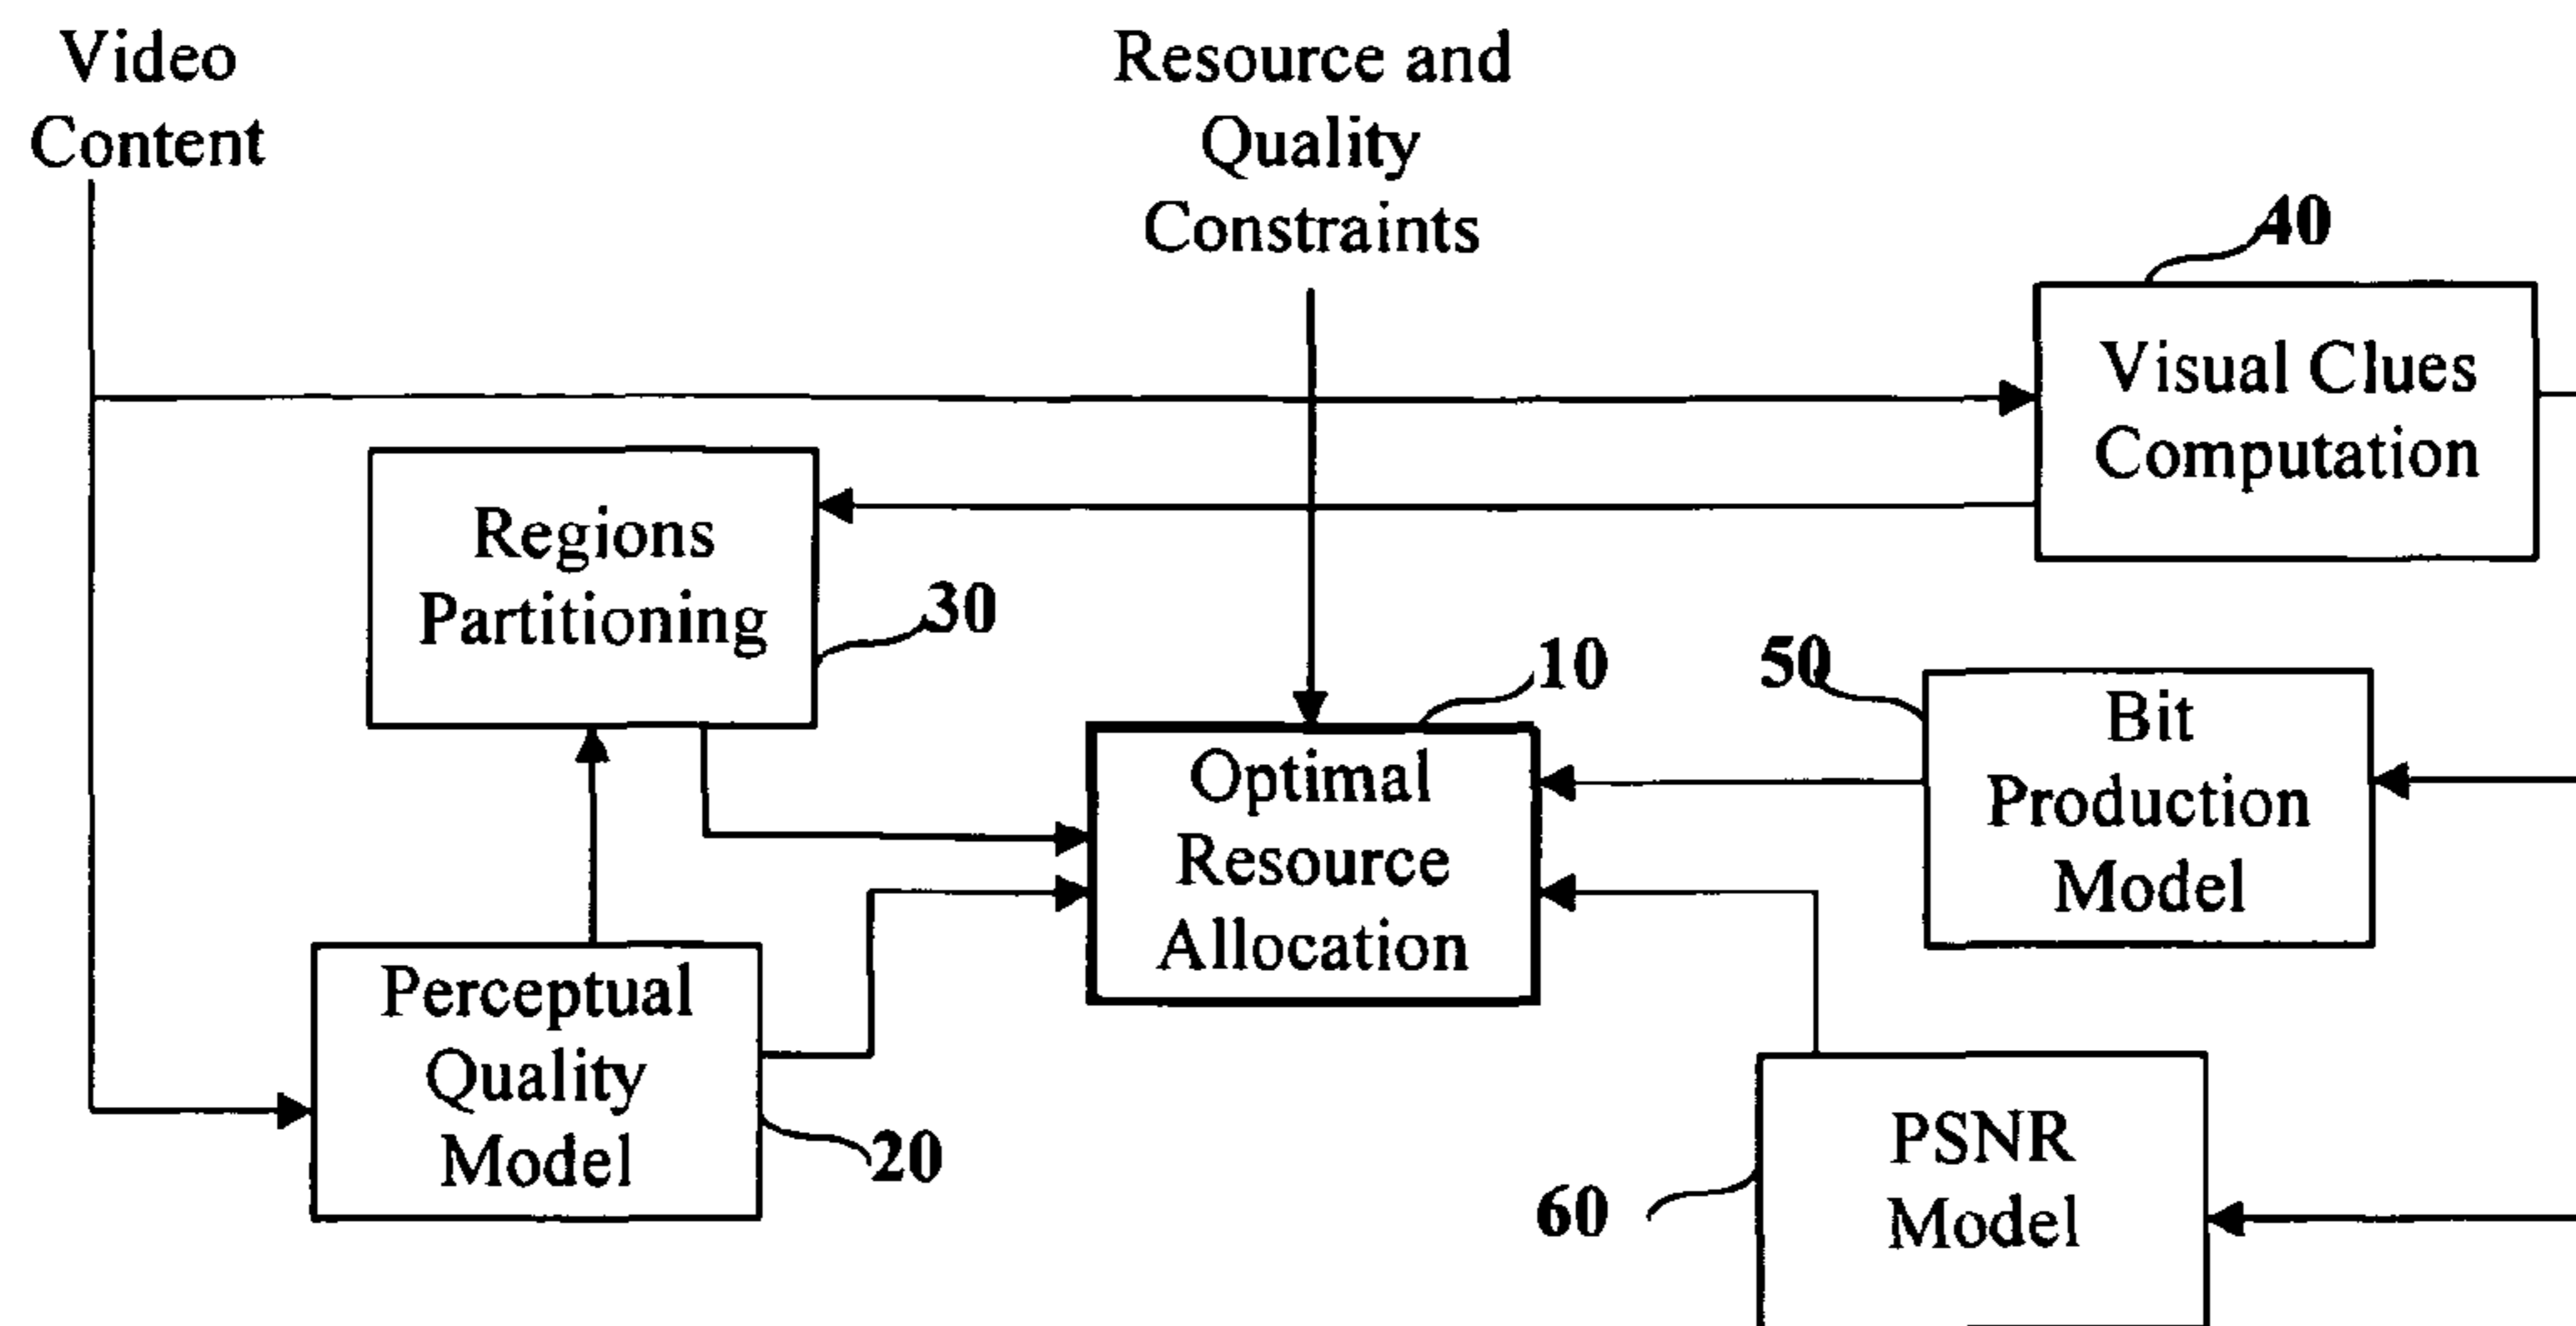 Video
Content
Resource and
Quality
Constraints
40
Visual Clues
Computation
Regions
Partitioning
30
10
50
Bit
Production
Model
Optimal
Resource
Allocation
Perceptual
Quality
Model
20
60
PSNR
Model